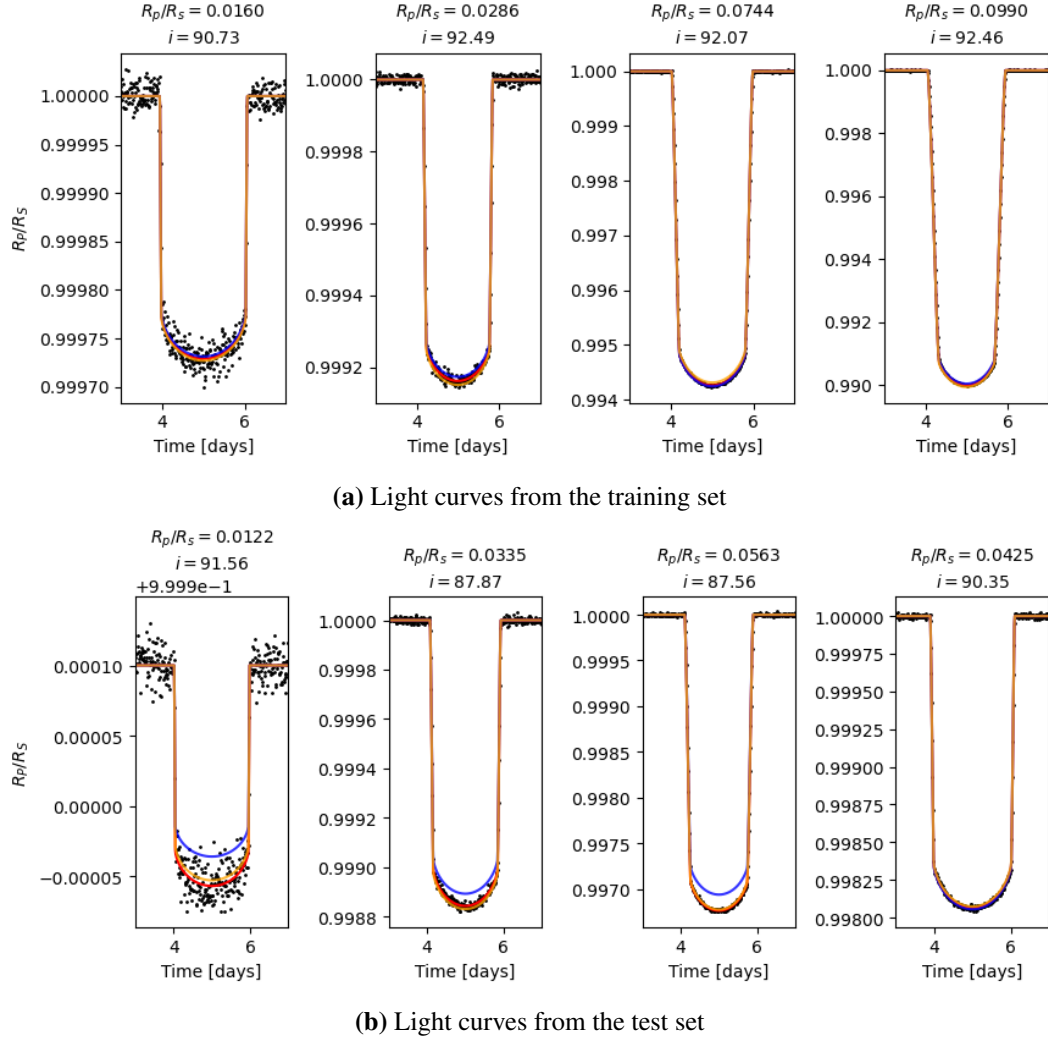 R_p/R_s = 0.0160
i = 90.73
R_p/R_s = 0.0286
i = 92.49
R_p/R_s = 0.0744
i = 92.07
R_p/R_s = 0.0990
i = 92.46
R_P/R_S
1.00000
0.99995
0.99990
0.99985
0.99980
0.99975
0.99970
4 6
Time [days]
1.0000
0.9998
0.9996
0.9994
0.9992
4 6
Time [days]
1.000
0.999
0.998
0.997
0.996
0.995
0.994
4 6
Time [days]
1.000
0.998
0.996
0.994
0.992
0.990
4 6
Time [days]
(a) Light curves from the training set
R_p/R_s = 0.0122
i = 91.56
+9.999e−1
R_p/R_s = 0.0335
i = 87.87
R_p/R_s = 0.0563
i = 87.56
R_p/R_s = 0.0425
i = 90.35
R_P/R_S
0.00010
0.00005
0.00000
−0.00005
4 6
Time [days]
1.0000
0.9998
0.9996
0.9994
0.9992
0.9990
0.9988
4 6
Time [days]
1.0000
0.9995
0.9990
0.9985
0.9980
0.9975
0.9970
4 6
Time [days]
1.00000
0.99975
0.99950
0.99925
0.99900
0.99875
0.99850
0.99825
0.99800
4 6
Time [days]
(b) Light curves from the test set